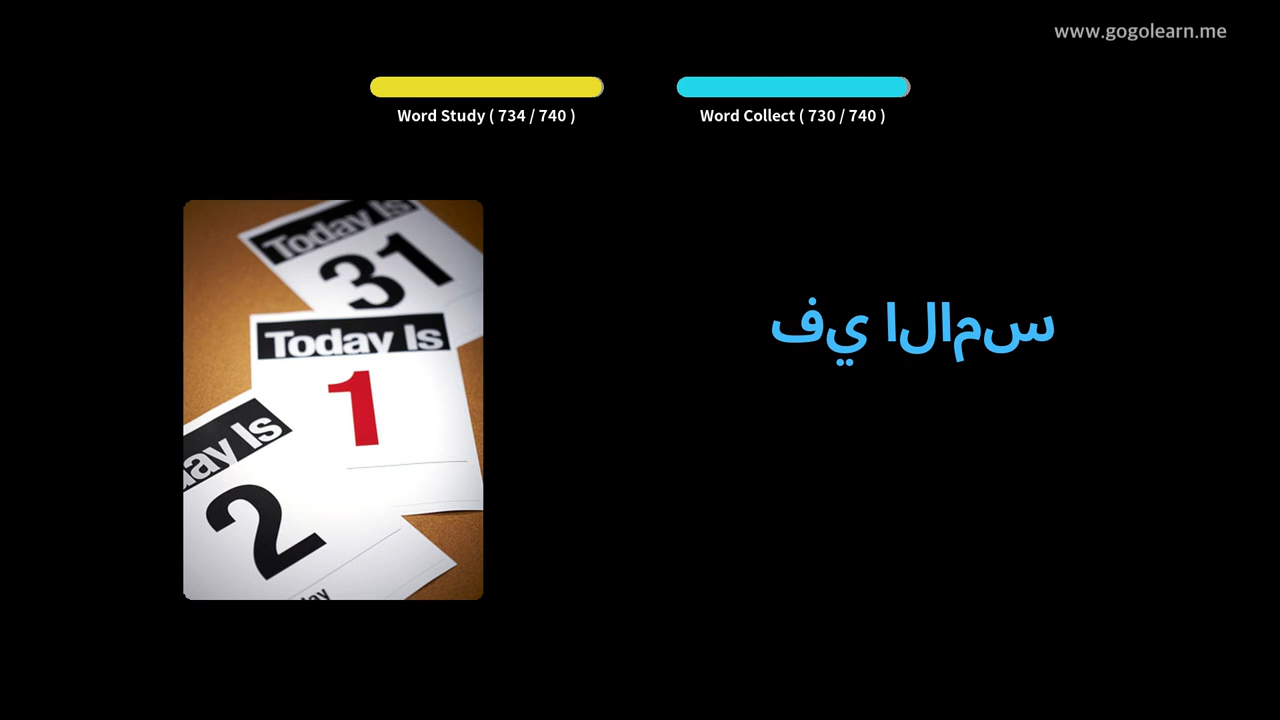 www.gogolearn.me
Word Study ( 734 / 740 )
Word Collect ( 730 / 740 )
Today Is
31
Today Is
1
ay Is
2
في الامس